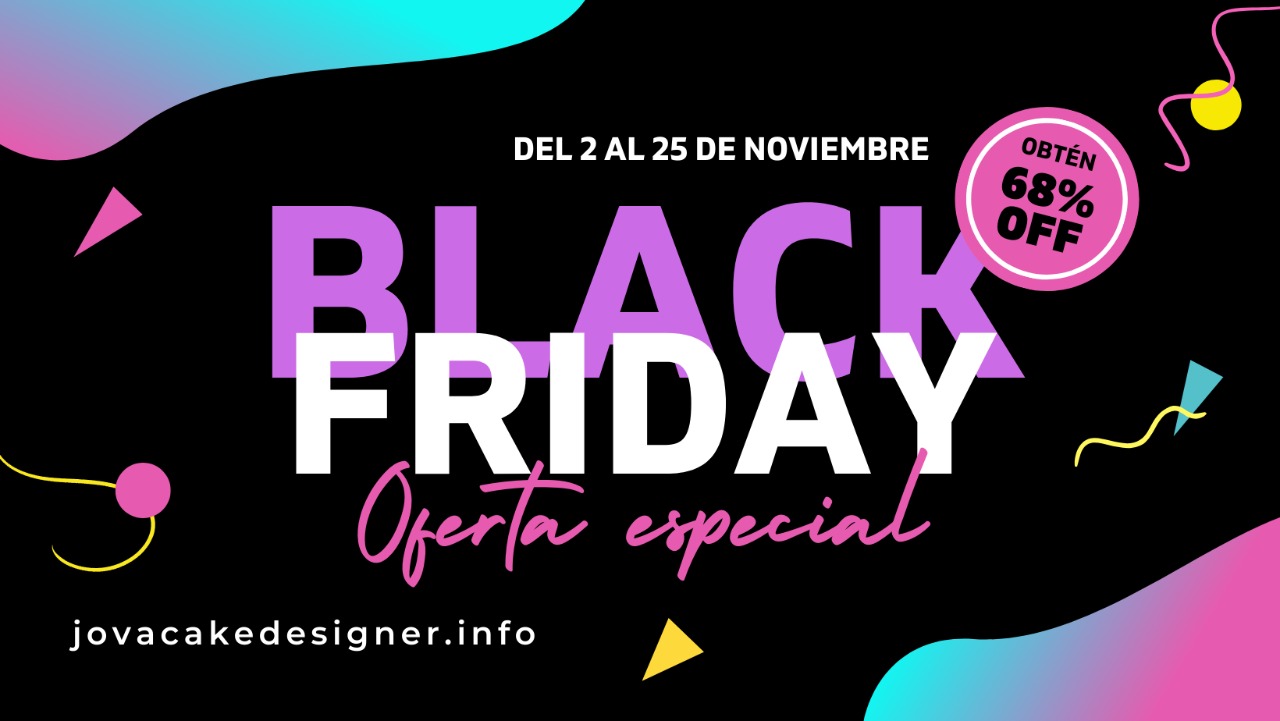 DEL 2 AL 25 DE NOVIEMBRE
OBTÉN
68%
OFF
BLACK
FRIDAY
Oferta especial
jovacakedesigner.info